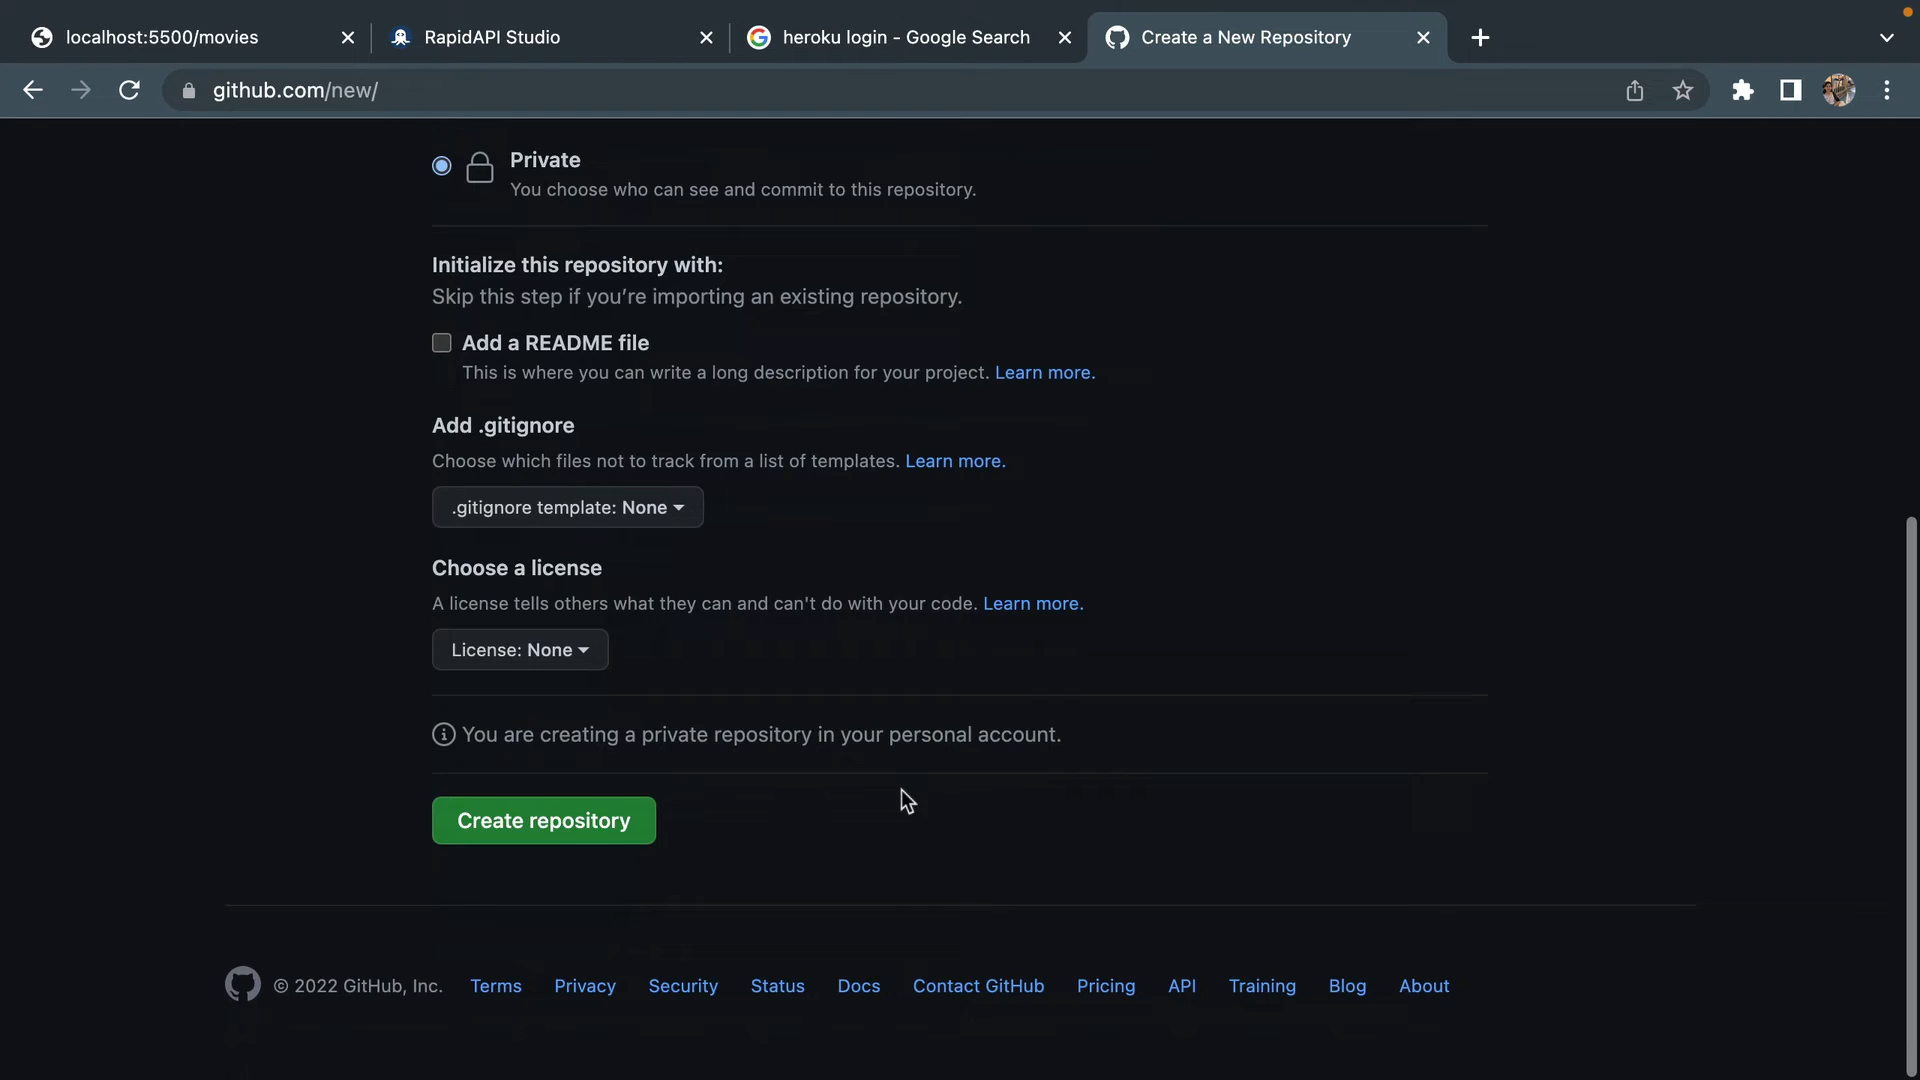 localhost:5500/movies
RapidAPI Studio
heroku login - Google Search
Create a New Repository
github.com/new/
Private
You choose who can see and commit to this repository.
Initialize this repository with:
Skip this step if you’re importing an existing repository.
Add a README file
This is where you can write a long description for your project. Learn more.
Add .gitignore
Choose which files not to track from a list of templates. Learn more.
.gitignore template: None
Choose a license
A license tells others what they can and can't do with your code. Learn more.
License: None
You are creating a private repository in your personal account.
Create repository
© 2022 GitHub, Inc. Terms Privacy Security Status Docs Contact GitHub Pricing API Training Blog About